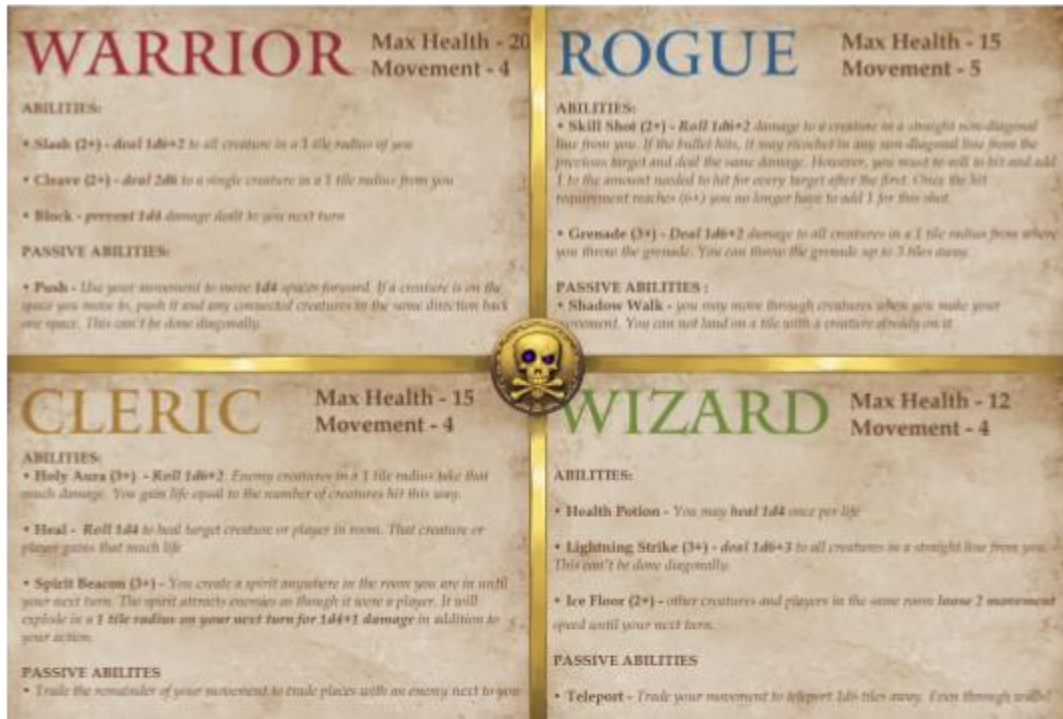 WARRIOR
Max Health - 20
Movement - 4
ABILITIES:
• Slash (2+) - deal 1d6+2 to all creature in a 1 tile radius of you
• Cleave (2+) - deal 2d6 to a single creature in a 1 tile radius from you
• Block - prevent 1d4 damage dealt to you next turn
PASSIVE ABILITIES:
• Push - Use your movement to move 1d4 spaces forward. If a creature is on the
space you move to, push it and any connected creatures in the same direction back
one space. This can't be done diagonally.
ROGUE
Max Health - 15
Movement - 5
ABILITIES:
• Skill Shot (2+) - Roll 1d6+2 damage to a creature in a straight non-diagonal
line from you. If the bullet hits, it may ricochet in any non-diagonal line from the
previous target and deal the same damage. However, you must re-roll to hit and add
1 to the amount needed to hit for every target after the first. Once the hit
requirement reaches (6+) you no longer have to add 1 for this shot.
• Grenade (3+) - Deal 1d6+2 damage to all creatures in a 1 tile radius from where
you throw the grenade. You can throw the grenade up to 3 tiles away.
PASSIVE ABILITIES :
• Shadow Walk - you may move through creatures when you make your
movement. You can not land on a tile with a creature already on it
CLERIC
Max Health - 15
Movement - 4
ABILITIES:
• Holy Aura (3+) - Roll 1d6+2. Enemy creatures in a 1 tile radius take that
much damage. You gain life equal to the number of creatures hit this way.
• Heal - Roll 1d4 to heal target creature or player in room. That creature or
player gains that much life
• Spirit Beacon (3+) - You create a spirit anywhere in the room you are in until
your next turn. The spirit attracts enemies as though it were a player. It will
explode in a 1 tile radius on your next turn for 1d4+1 damage in addition to
your action.
PASSIVE ABILITES
• Trade the remainder of your movement to trade places with an enemy next to you
WIZARD
Max Health - 12
Movement - 4
ABILITIES:
• Health Potion - You may heal 1d4 once per life
• Lightning Strike (3+) - deal 1d6+3 to all creatures in a straight line from you.
This can't be done diagonally.
• Ice Floor (2+) - other creatures and players in the same room loose 2 movement
speed until your next turn.
PASSIVE ABILITIES
• Teleport - Trade your movement to teleport 1d6 tiles away. Even through walls!